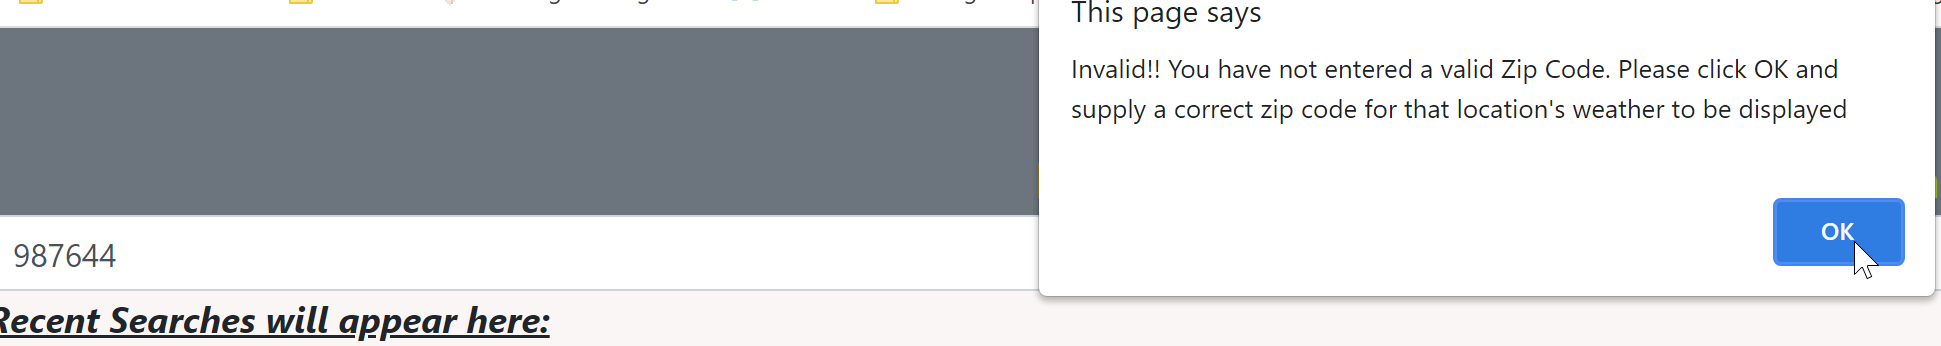 This page says
Invalid!! You have not entered a valid Zip Code. Please click OK and
supply a correct zip code for that location's weather to be displayed
OK
987644
Recent Searches will appear here: